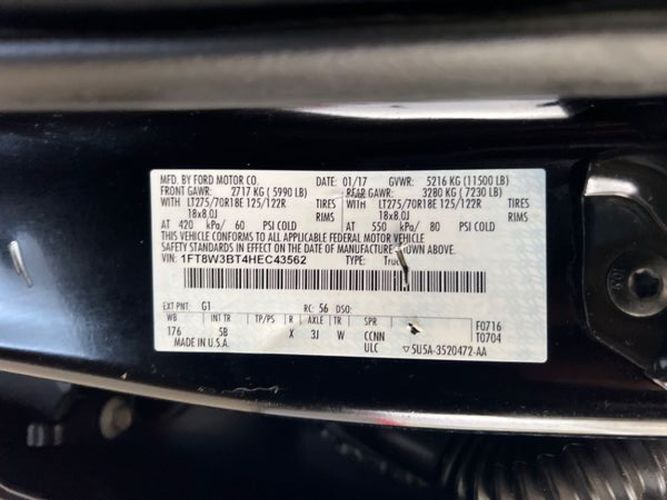 MFD. BY FORD MOTOR CO. DATE: 01/17 GVWR: 5216 KG (11500 LB)
FRONT GAWR: 2717 KG ( 5990 LB) REAR GAWR: 3280 KG ( 7230 LB)
WITH LT275/70R18E 125/122R TIRES WITH LT275/70R18E 125/122R TIRES
18x8.0J RIMS 18x8.0J RIMS
AT 420 kPa/ 60 PSI COLD AT 550 kPa/ 80 PSI COLD
THIS VEHICLE CONFORMS TO ALL APPLICABLE FEDERAL MOTOR VEHICLE
SAFETY STANDARDS IN EFFECT ON THE DATE OF MANUFACTURE SHOWN ABOVE.
VIN: 1FT8W3BT4HEC43562 TYPE: Truck
EXT PNT: G1 RC: 56 DSO:
WB INT TR TP/PS R AXLE TR SPR F0716
176 5B X 3J W CCNN T0704
MADE IN U.S.A. ULC ▽5U5A-3520472-AA